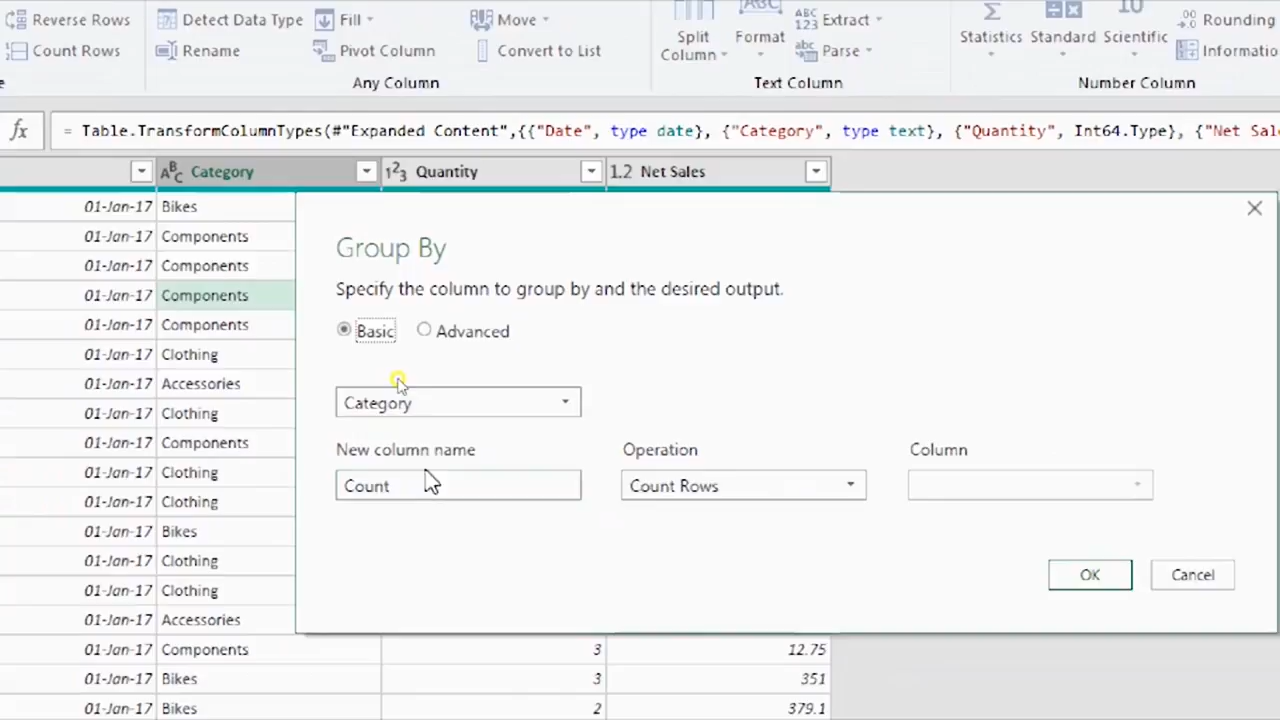 Reverse Rows Detect Data Type Fill Move ABC 123 Extract Σ 10 .00 Rounding
Count Rows Rename Pivot Column Convert to List Split Column Format abc Parse Statistics Standard Scientific
Any Column Text Column Number Column
fx = Table.TransformColumnTypes(#"Expanded Content",{{"Date", type date}, {"Category", type text}, {"Quantity", Int64.Type}, {"Net
ABC Category 123 Quantity 1.2 Net Sales
01-Jan-17 Bikes
01-Jan-17 Components
01-Jan-17 Components
01-Jan-17 Components
01-Jan-17 Components
01-Jan-17 Clothing
01-Jan-17 Accessories
01-Jan-17 Clothing
01-Jan-17 Components
01-Jan-17 Clothing
01-Jan-17 Clothing
01-Jan-17 Bikes
01-Jan-17 Clothing
01-Jan-17 Clothing
01-Jan-17 Accessories
01-Jan-17 Components 3 12.75
01-Jan-17 Bikes 3 351
01-Jan-17 Bikes 2 379.1
Group By
Specify the column to group by and the desired output.
Basic Advanced
Category
New column name Operation Column
Count Count Rows
OK Cancel